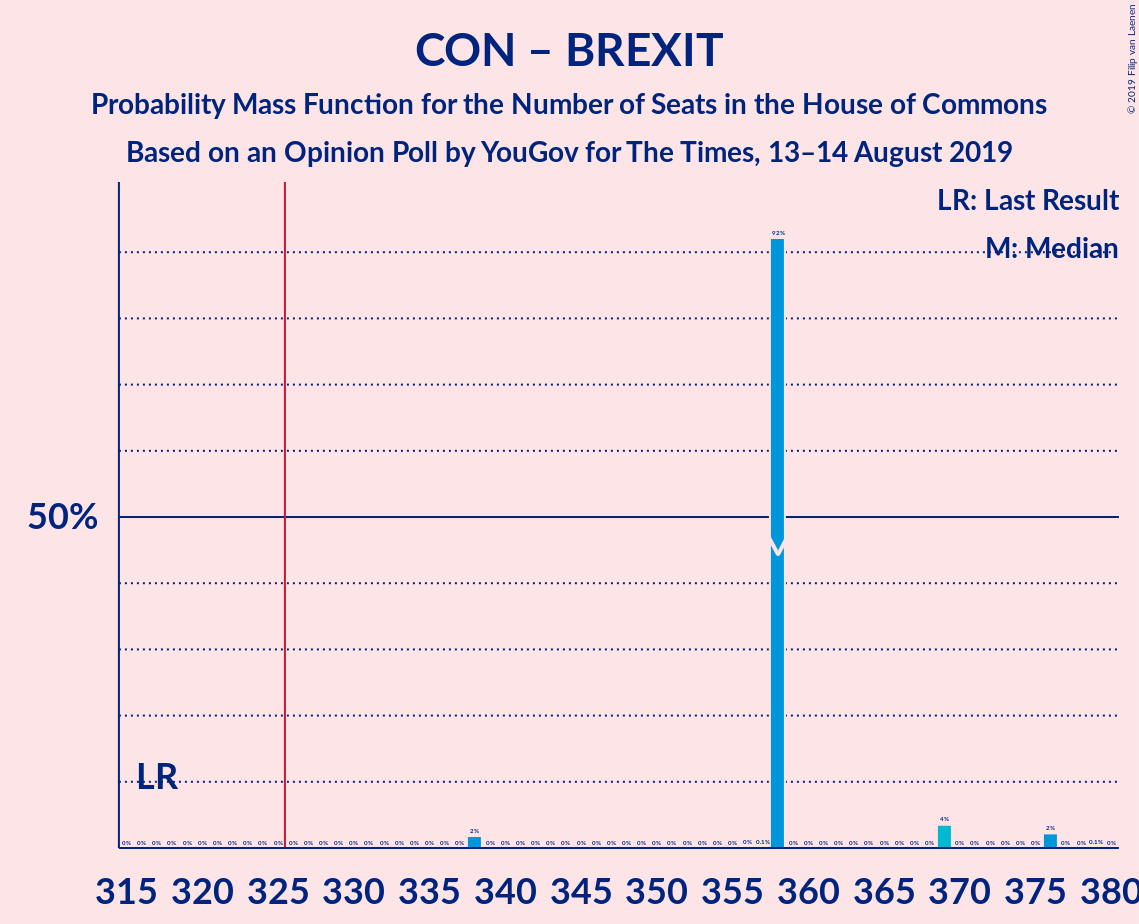 CON – BREXIT
Probability Mass Function for the Number of Seats in the House of Commons
Based on an Opinion Poll by YouGov for The Times, 13–14 August 2019
© 2019 Filip van Laenen
LR: Last Result
M: Median
92%
50%
M
LR
0% 0% 0% 0% 0% 0% 0% 0% 0% 0% 0% 0% 0% 0% 0% 0% 0% 0% 0% 0% 0% 0% 0% 2% 0% 0% 0% 0% 0% 0% 0% 0% 0% 0% 0% 0% 0% 0% 0% 0% 0% 0% 0.1% 0% 0% 0% 0% 0% 0% 0% 0% 0% 0% 4% 0% 0% 0% 0% 0% 0% 2% 0% 0% 0.1% 0%
315 320 325 330 335 340 345 350 355 360 365 370 375 380